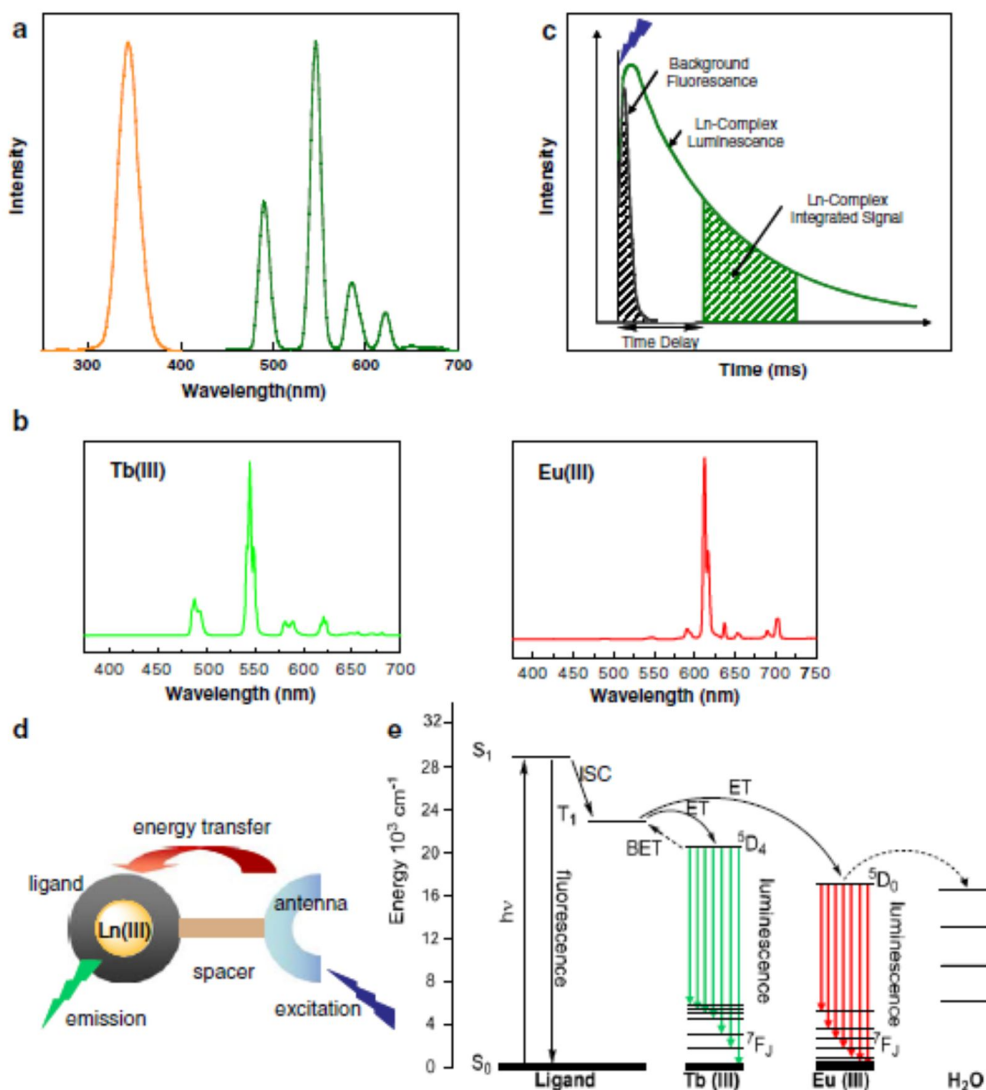 a
Intensity
300 400 500 600 700
Wavelength(nm)
c
Intensity
Background
Fluorescence
Ln-Complex
Luminescence
Ln-Complex
Integrated Signal
Time Delay
Time (ms)
b
Tb(III)
400 450 500 550 600 650 700
Wavelength (nm)
Eu(III)
400 450 500 550 600 650 700 750
Wavelength (nm)
d
energy transfer
ligand
Ln(III)
antenna
spacer
emission
excitation
e
Energy 10³ cm⁻¹
32
28
24
20
16
12
8
4
0
S₁
ISC
T₁
ET
ET
BET
⁵D₄
⁵D₀
hν
fluorescence
luminescence
luminescence
⁷F_J
⁷F_J
S₀
Ligand
Tb (III)
Eu (III)
H₂O